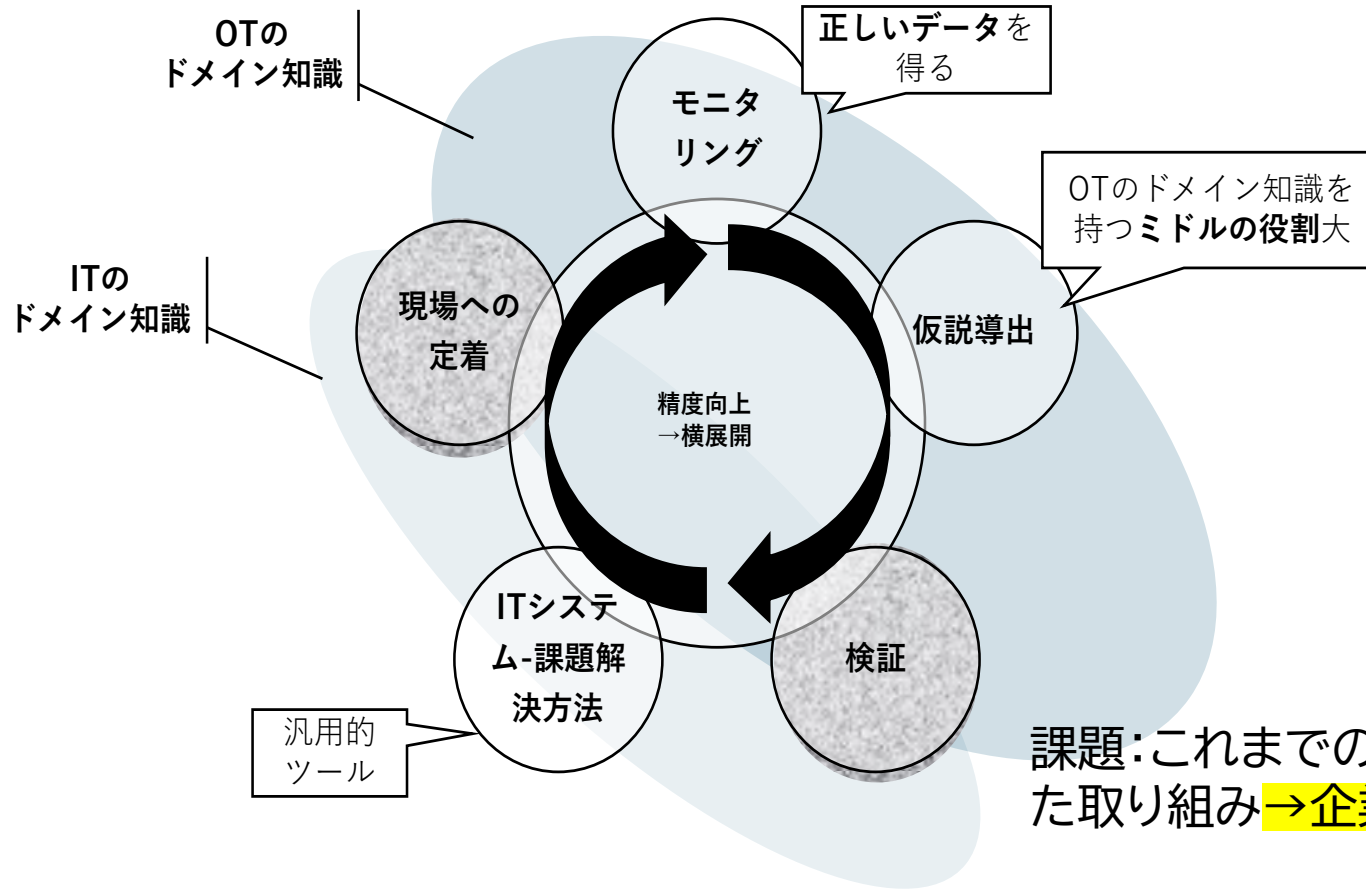 OTの
ドメイン知識
正しいデータを
得る
モニタ
リング
OTのドメイン知識を
持つミドルの役割大
ITの
ドメイン知識
現場への
定着
仮説導出
精度向上
→横展開
ITシステ
ム-課題解
決方法
検証
汎用的
ツール
課題：これまでの
た取り組み→企